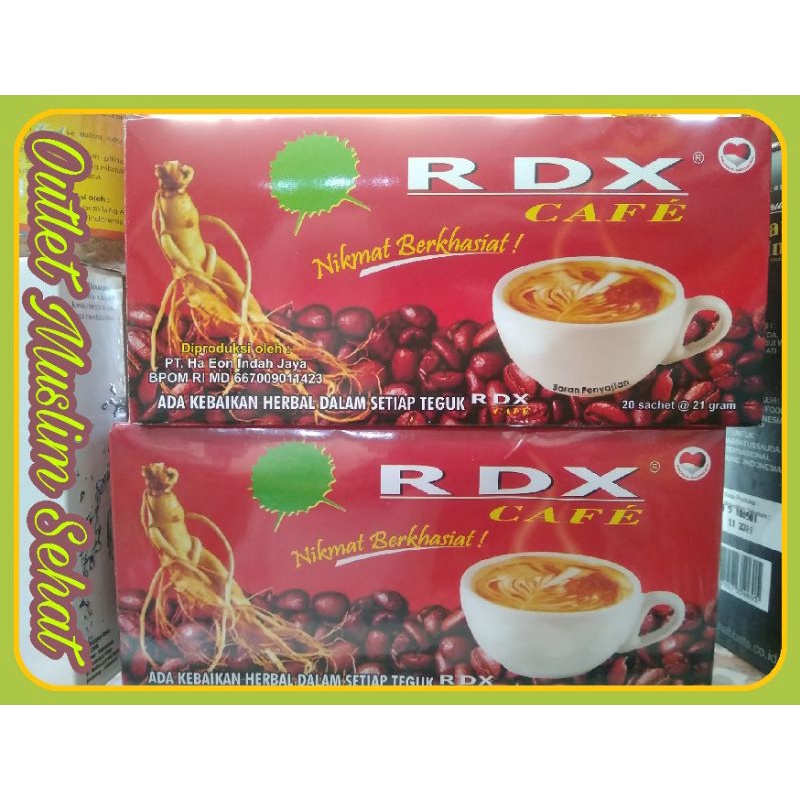 Outlet Muslim Sehat
RDX ®
CAFÉ
Nikmat Berkhasiat !
Diproduksi oleh :
PT. Ha Eon Indah Jaya
BPOM RI MD 667009011423
Saran Penyajian
20 sachet @ 21 gram
ADA KEBAIKAN HERBAL DALAM SETIAP TEGUK RDX
CAFÉ
RDX ®
CAFÉ
Nikmat Berkhasiat !
ADA KEBAIKAN HERBAL DALAM SETIAP TEGUK RDX